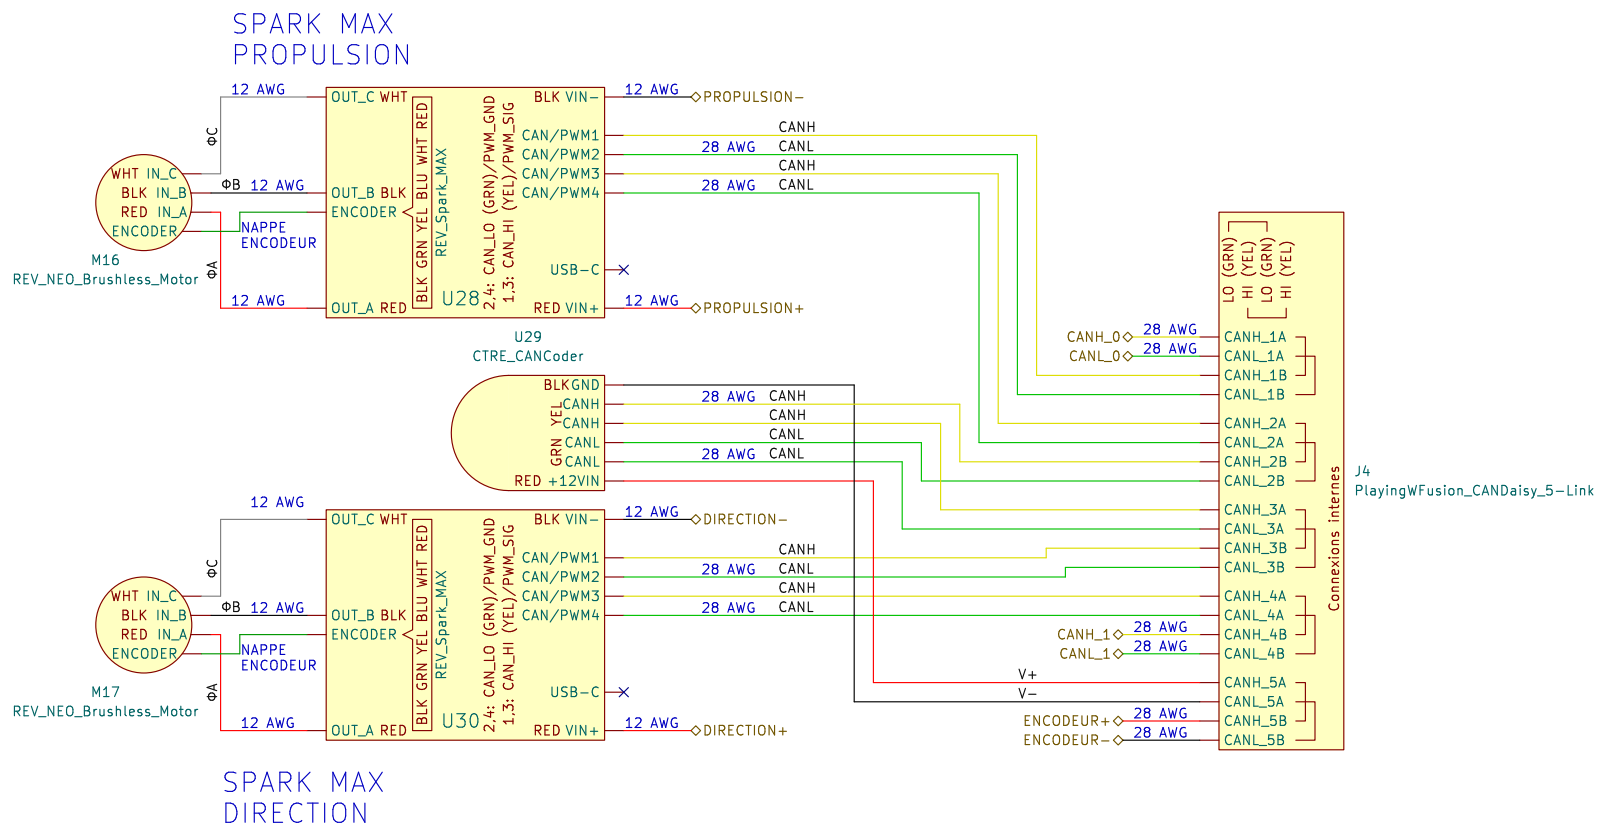 SPARK MAX
PROPULSION
12 AWG
ΦC
WHT IN_C
BLK IN_B
RED IN_A
ENCODER
M16
REV_NEO_Brushless_Motor
ΦB
12 AWG
NAPPE
ENCODEUR
ΦA
12 AWG
OUT_C WHT
OUT_B BLK
ENCODER
OUT_A RED
BLK GRN YEL BLU WHT RED
REV_Spark_MAX
U28
2,4: CAN_LO (GRN)/PWM_GND
1,3: CAN_HI (YEL)/PWM_SIG
BLK VIN-
CAN/PWM1
CAN/PWM2
CAN/PWM3
CAN/PWM4
USB-C
RED VIN+
12 AWG
PROPULSION-
CANH
28 AWG
CANL
CANH
28 AWG
CANL
12 AWG
PROPULSION+
U29
CTRE_CANCoder
BLK GND
YEL
CANH
CANH
GRN
CANL
CANL
RED +12VIN
28 AWG
CANH
CANH
CANL
28 AWG
CANL
12 AWG
ΦC
WHT IN_C
BLK IN_B
RED IN_A
ENCODER
M17
REV_NEO_Brushless_Motor
ΦB
12 AWG
NAPPE
ENCODEUR
ΦA
12 AWG
OUT_C WHT
OUT_B BLK
ENCODER
OUT_A RED
BLK GRN YEL BLU WHT RED
REV_Spark_MAX
U30
2,4: CAN_LO (GRN)/PWM_GND
1,3: CAN_HI (YEL)/PWM_SIG
BLK VIN-
CAN/PWM1
CAN/PWM2
CAN/PWM3
CAN/PWM4
USB-C
RED VIN+
12 AWG
DIRECTION-
CANH
28 AWG
CANL
CANH
28 AWG
CANL
12 AWG
DIRECTION+
SPARK MAX
DIRECTION
V+
V-
LO (GRN)
HI (YEL)
LO (GRN)
HI (YEL)
CANH_0
28 AWG
CANL_0
28 AWG
CANH_1A
CANL_1A
CANH_1B
CANL_1B
CANH_2A
CANL_2A
CANH_2B
CANL_2B
CANH_3A
CANL_3A
CANH_3B
CANL_3B
CANH_4A
CANL_4A
CANH_4B
CANL_4B
CANH_5A
CANL_5A
CANH_5B
CANL_5B
CANH_1
28 AWG
CANL_1
28 AWG
ENCODEUR+
28 AWG
ENCODEUR-
28 AWG
Connexions internes
J4
PlayingWFusion_CANDaisy_5-Link